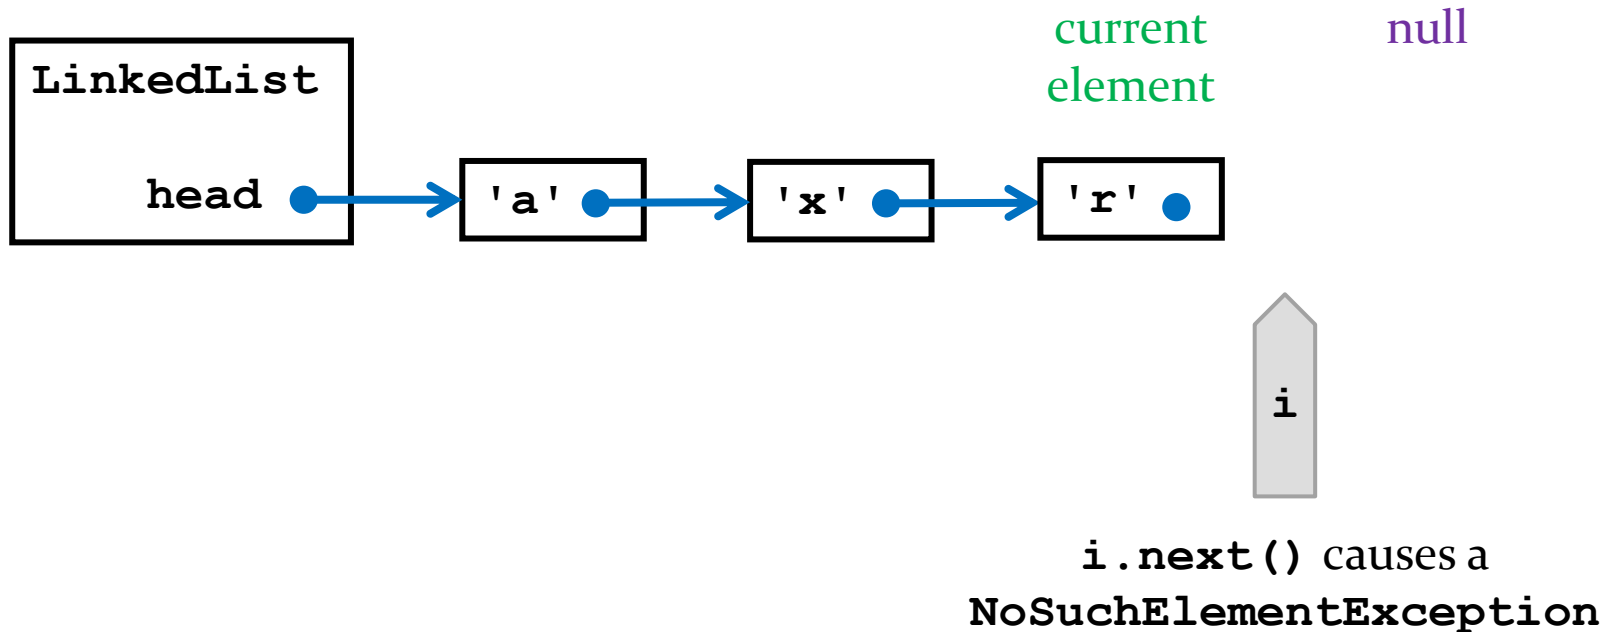 current
element
null
LinkedList
head
'a'
'x'
'r'
i
i.next() causes a
NoSuchElementException